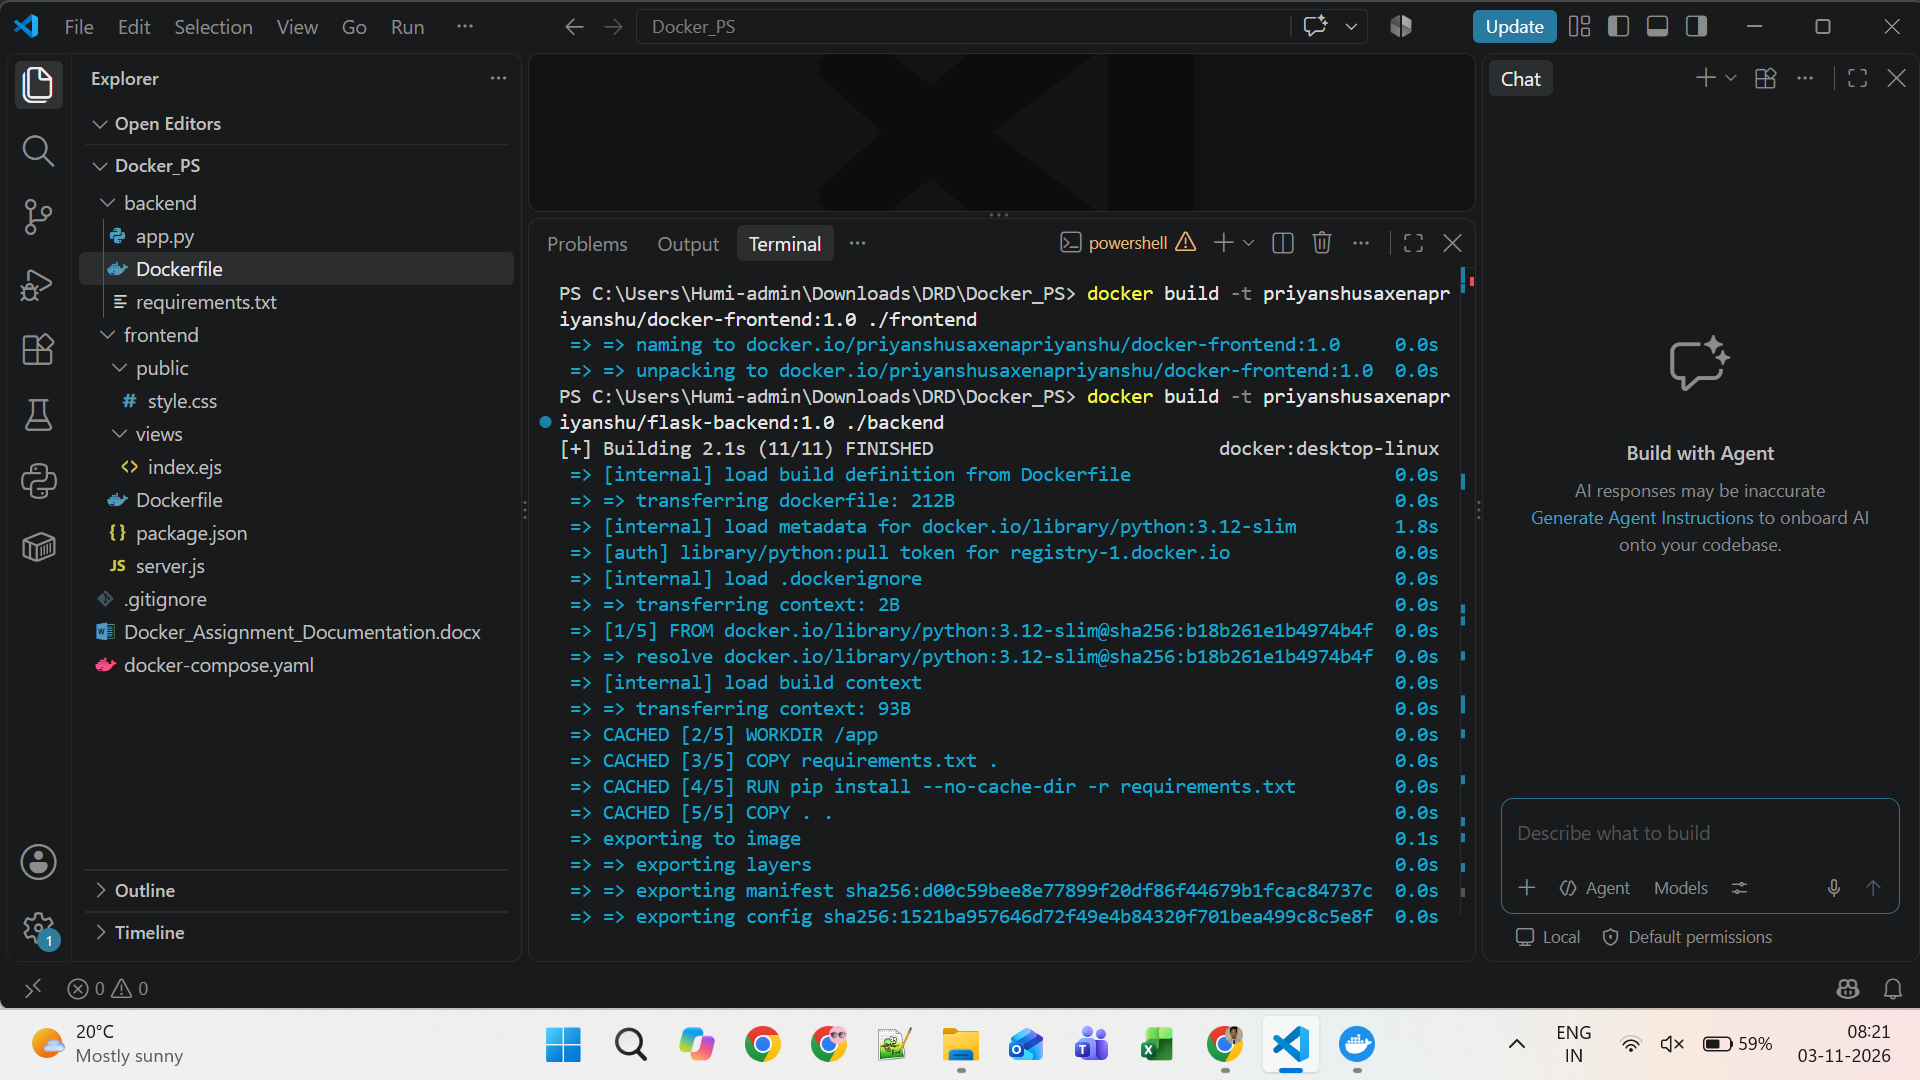 File Edit Selection View Go Run ··· Docker_PS Update
Explorer
Open Editors
Docker_PS
backend
app.py
Dockerfile
requirements.txt
frontend
public
# style.css
views
<> index.ejs
Dockerfile
{} package.json
JS server.js
.gitignore
Docker_Assignment_Documentation.docx
docker-compose.yaml
Outline
Timeline
1
Problems Output Terminal ··· powershell
PS C:\Users\Humi-admin\Downloads\DRD\Docker_PS> docker build -t priyanshusaxenapr
iyanshu/docker-frontend:1.0 ./frontend
=> => naming to docker.io/priyanshusaxenapriyanshu/docker-frontend:1.0 0.0s
=> => unpacking to docker.io/priyanshusaxenapriyanshu/docker-frontend:1.0 0.0s
PS C:\Users\Humi-admin\Downloads\DRD\Docker_PS> docker build -t priyanshusaxenapr
iyanshu/flask-backend:1.0 ./backend
[+] Building 2.1s (11/11) FINISHED docker:desktop-linux
=> [internal] load build definition from Dockerfile 0.0s
=> => transferring dockerfile: 212B 0.0s
=> [internal] load metadata for docker.io/library/python:3.12-slim 1.8s
=> [auth] library/python:pull token for registry-1.docker.io 0.0s
=> [internal] load .dockerignore 0.0s
=> => transferring context: 2B 0.0s
=> [1/5] FROM docker.io/library/python:3.12-slim@sha256:b18b261e1b4974b4f 0.0s
=> => resolve docker.io/library/python:3.12-slim@sha256:b18b261e1b4974b4f 0.0s
=> [internal] load build context 0.0s
=> => transferring context: 93B 0.0s
=> CACHED [2/5] WORKDIR /app 0.0s
=> CACHED [3/5] COPY requirements.txt . 0.0s
=> CACHED [4/5] RUN pip install --no-cache-dir -r requirements.txt 0.0s
=> CACHED [5/5] COPY . . 0.0s
=> exporting to image 0.1s
=> => exporting layers 0.0s
=> => exporting manifest sha256:d00c59bee8e77899f20df86f44679b1fcac84737c 0.0s
=> => exporting config sha256:1521ba957646d72f49e4b84320f701bea499c8c5e8f 0.0s
Chat
Build with Agent
AI responses may be inaccurate
Generate Agent Instructions to onboard AI
onto your codebase.
Describe what to build
Agent Models
Local Default permissions
0 0
20°C
Mostly sunny
ENG
IN
59%
08:21
03-11-2026